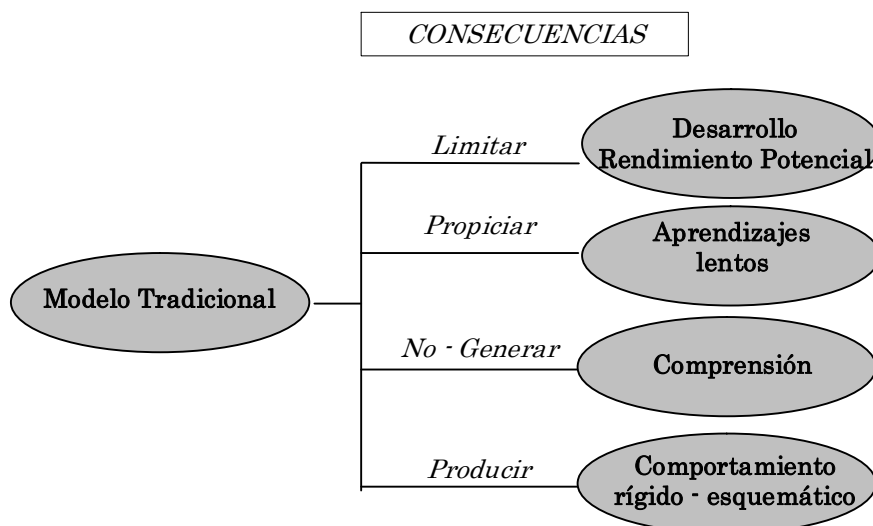 CONSECUENCIAS
Limitar
Desarrollo
Rendimiento Potencial
Propiciar
Aprendizajes
lentos
Modelo Tradicional
No - Generar
Comprensión
Producir
Comportamiento
rígido - esquemático